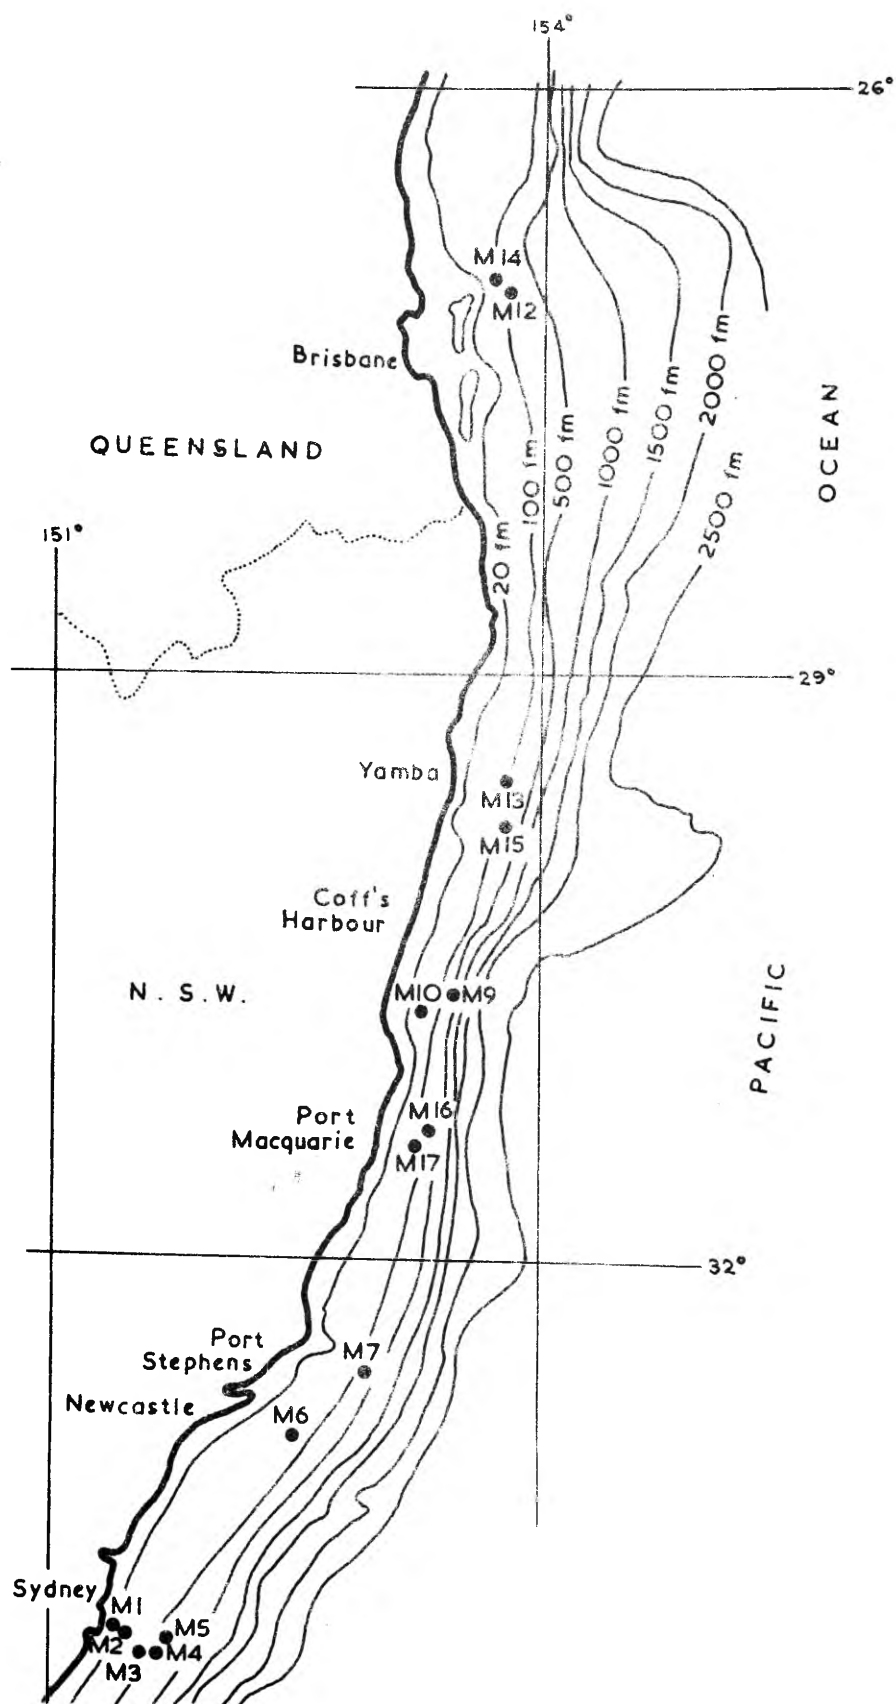 154°
26°
M14
M12
Brisbane
QUEENSLAND
20 fm
100 fm
500 fm
1000 fm
1500 fm
2000 fm
2500 fm
OCEAN
151°
29°
Yamba
M13
M15
Coff's
Harbour
N.S.W.
M10
M9
PACIFIC
Port
Macquarie
M16
M17
32°
Port
Stephens
M7
Newcastle
M6
Sydney
M1
M5
M2
M4
M3